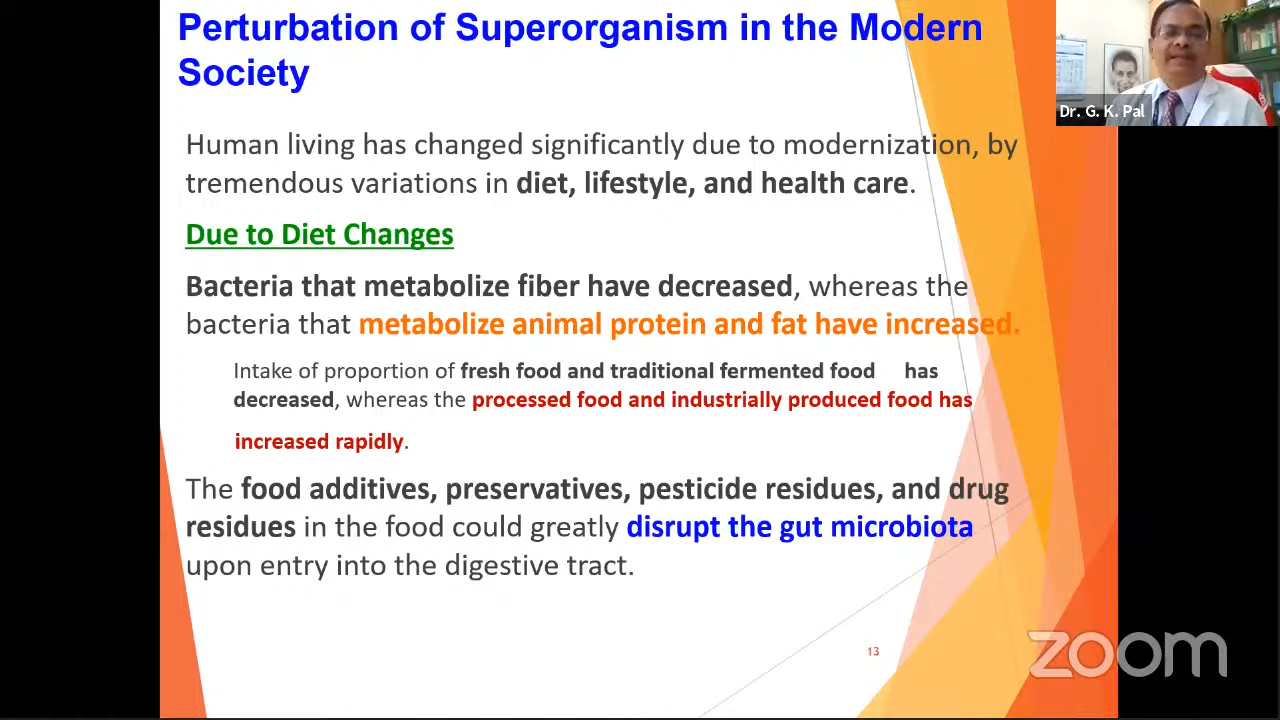 Perturbation of Superorganism in the Modern
Society
Dr. G. K. Pal
Human living has changed significantly due to modernization, by
tremendous variations in diet, lifestyle, and health care.
Due to Diet Changes
Bacteria that metabolize fiber have decreased, whereas the
bacteria that metabolize animal protein and fat have increased.
Intake of proportion of fresh food and traditional fermented food has
decreased, whereas the processed food and industrially produced food has
increased rapidly.
The food additives, preservatives, pesticide residues, and drug
residues in the food could greatly disrupt the gut microbiota
upon entry into the digestive tract.
13
zoom